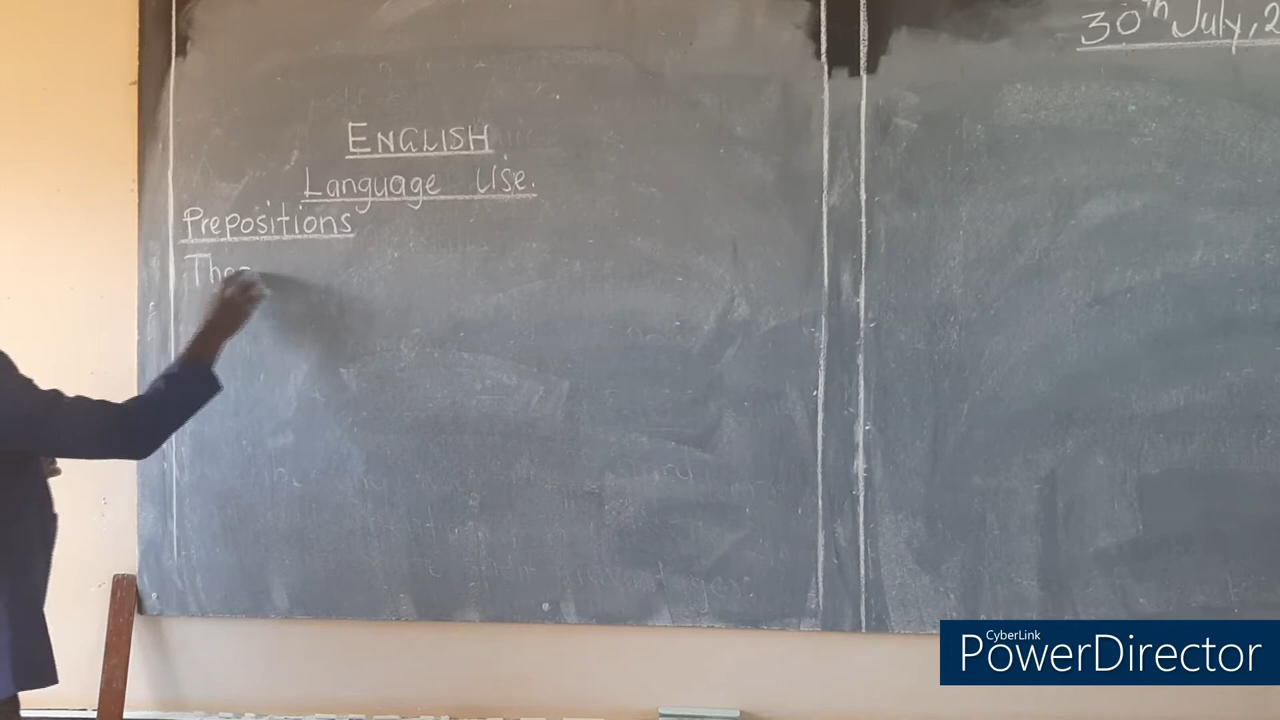 30th July, 2
ENGLISH
Language Use.
Prepositions
CyberLink
PowerDirector